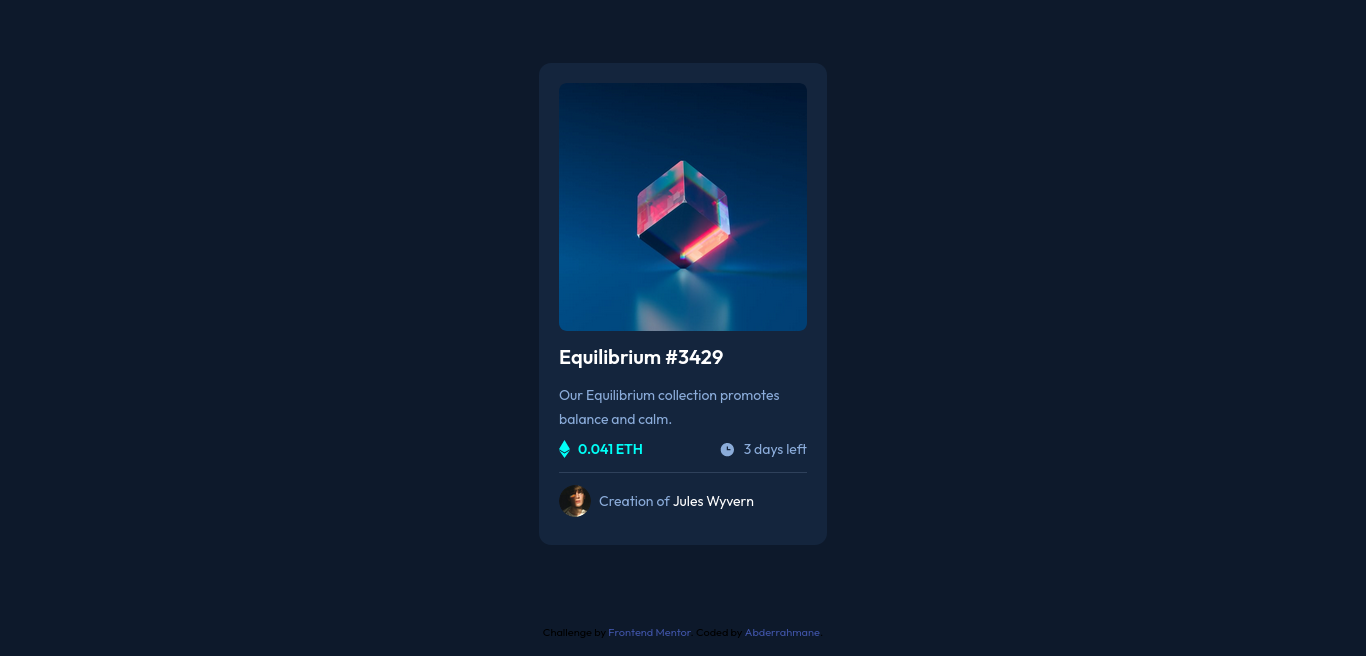 Equilibrium #3429
Our Equilibrium collection promotes
balance and calm.
0.041 ETH
3 days left
Creation of Jules Wyvern
Challenge by Frontend Mentor. Coded by Abderrahmane.